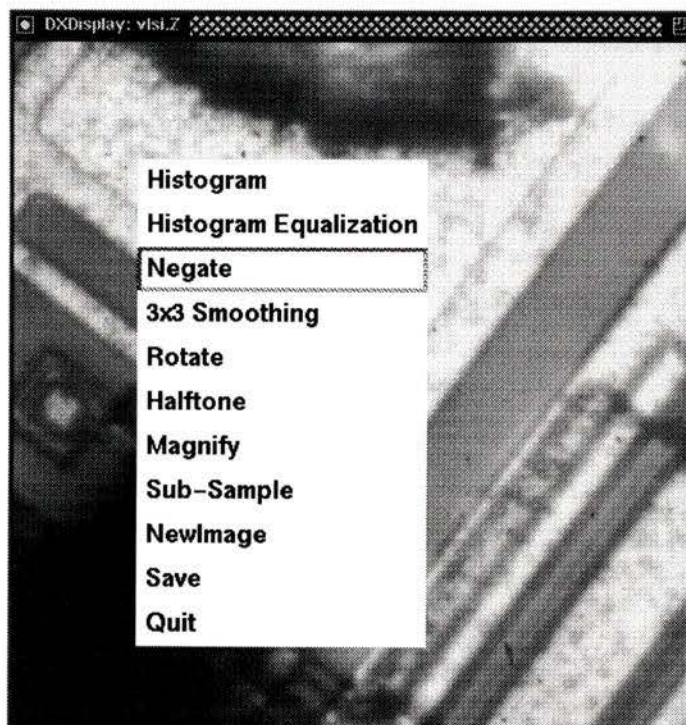 DXDisplay: vlsi.Z
Histogram
Histogram Equalization
Negate
3x3 Smoothing
Rotate
Halftone
Magnify
Sub-Sample
NewImage
Save
Quit